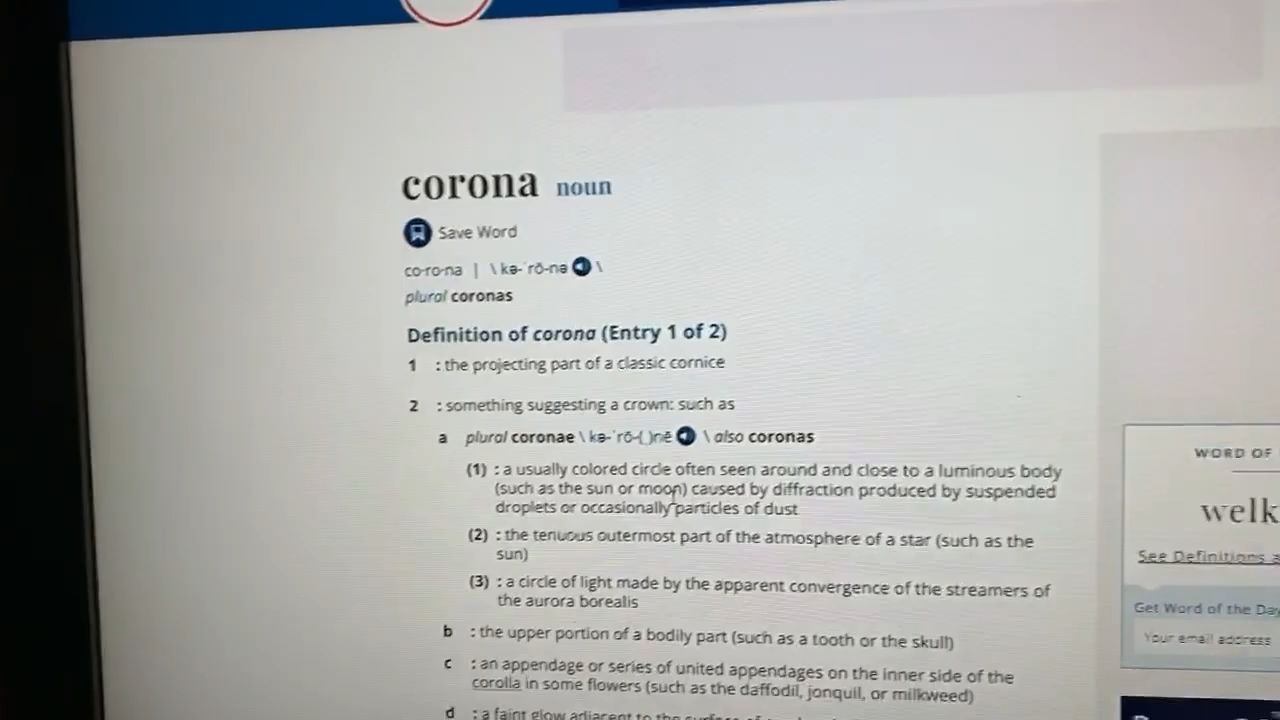 corona noun
Save Word
co·ro·na | \ kə-ˈrō-nə \
plural coronas
Definition of corona (Entry 1 of 2)
1 : the projecting part of a classic cornice
2 : something suggesting a crown: such as
a plural coronae \ kə-ˈrō-(ˌ)nē \ also coronas
(1) : a usually colored circle often seen around and close to a luminous body
(such as the sun or moon) caused by diffraction produced by suspended
droplets or occasionally particles of dust
(2) : the tenuous outermost part of the atmosphere of a star (such as the
sun)
(3) : a circle of light made by the apparent convergence of the streamers of
the aurora borealis
b : the upper portion of a bodily part (such as a tooth or the skull)
c : an appendage or series of united appendages on the inner side of the
corolla in some flowers (such as the daffodil, jonquil, or milkweed)
d : a faint glow adjacent to the surface of
WORD OF
welk
See Definitions a
Get Word of the Day
Your email address